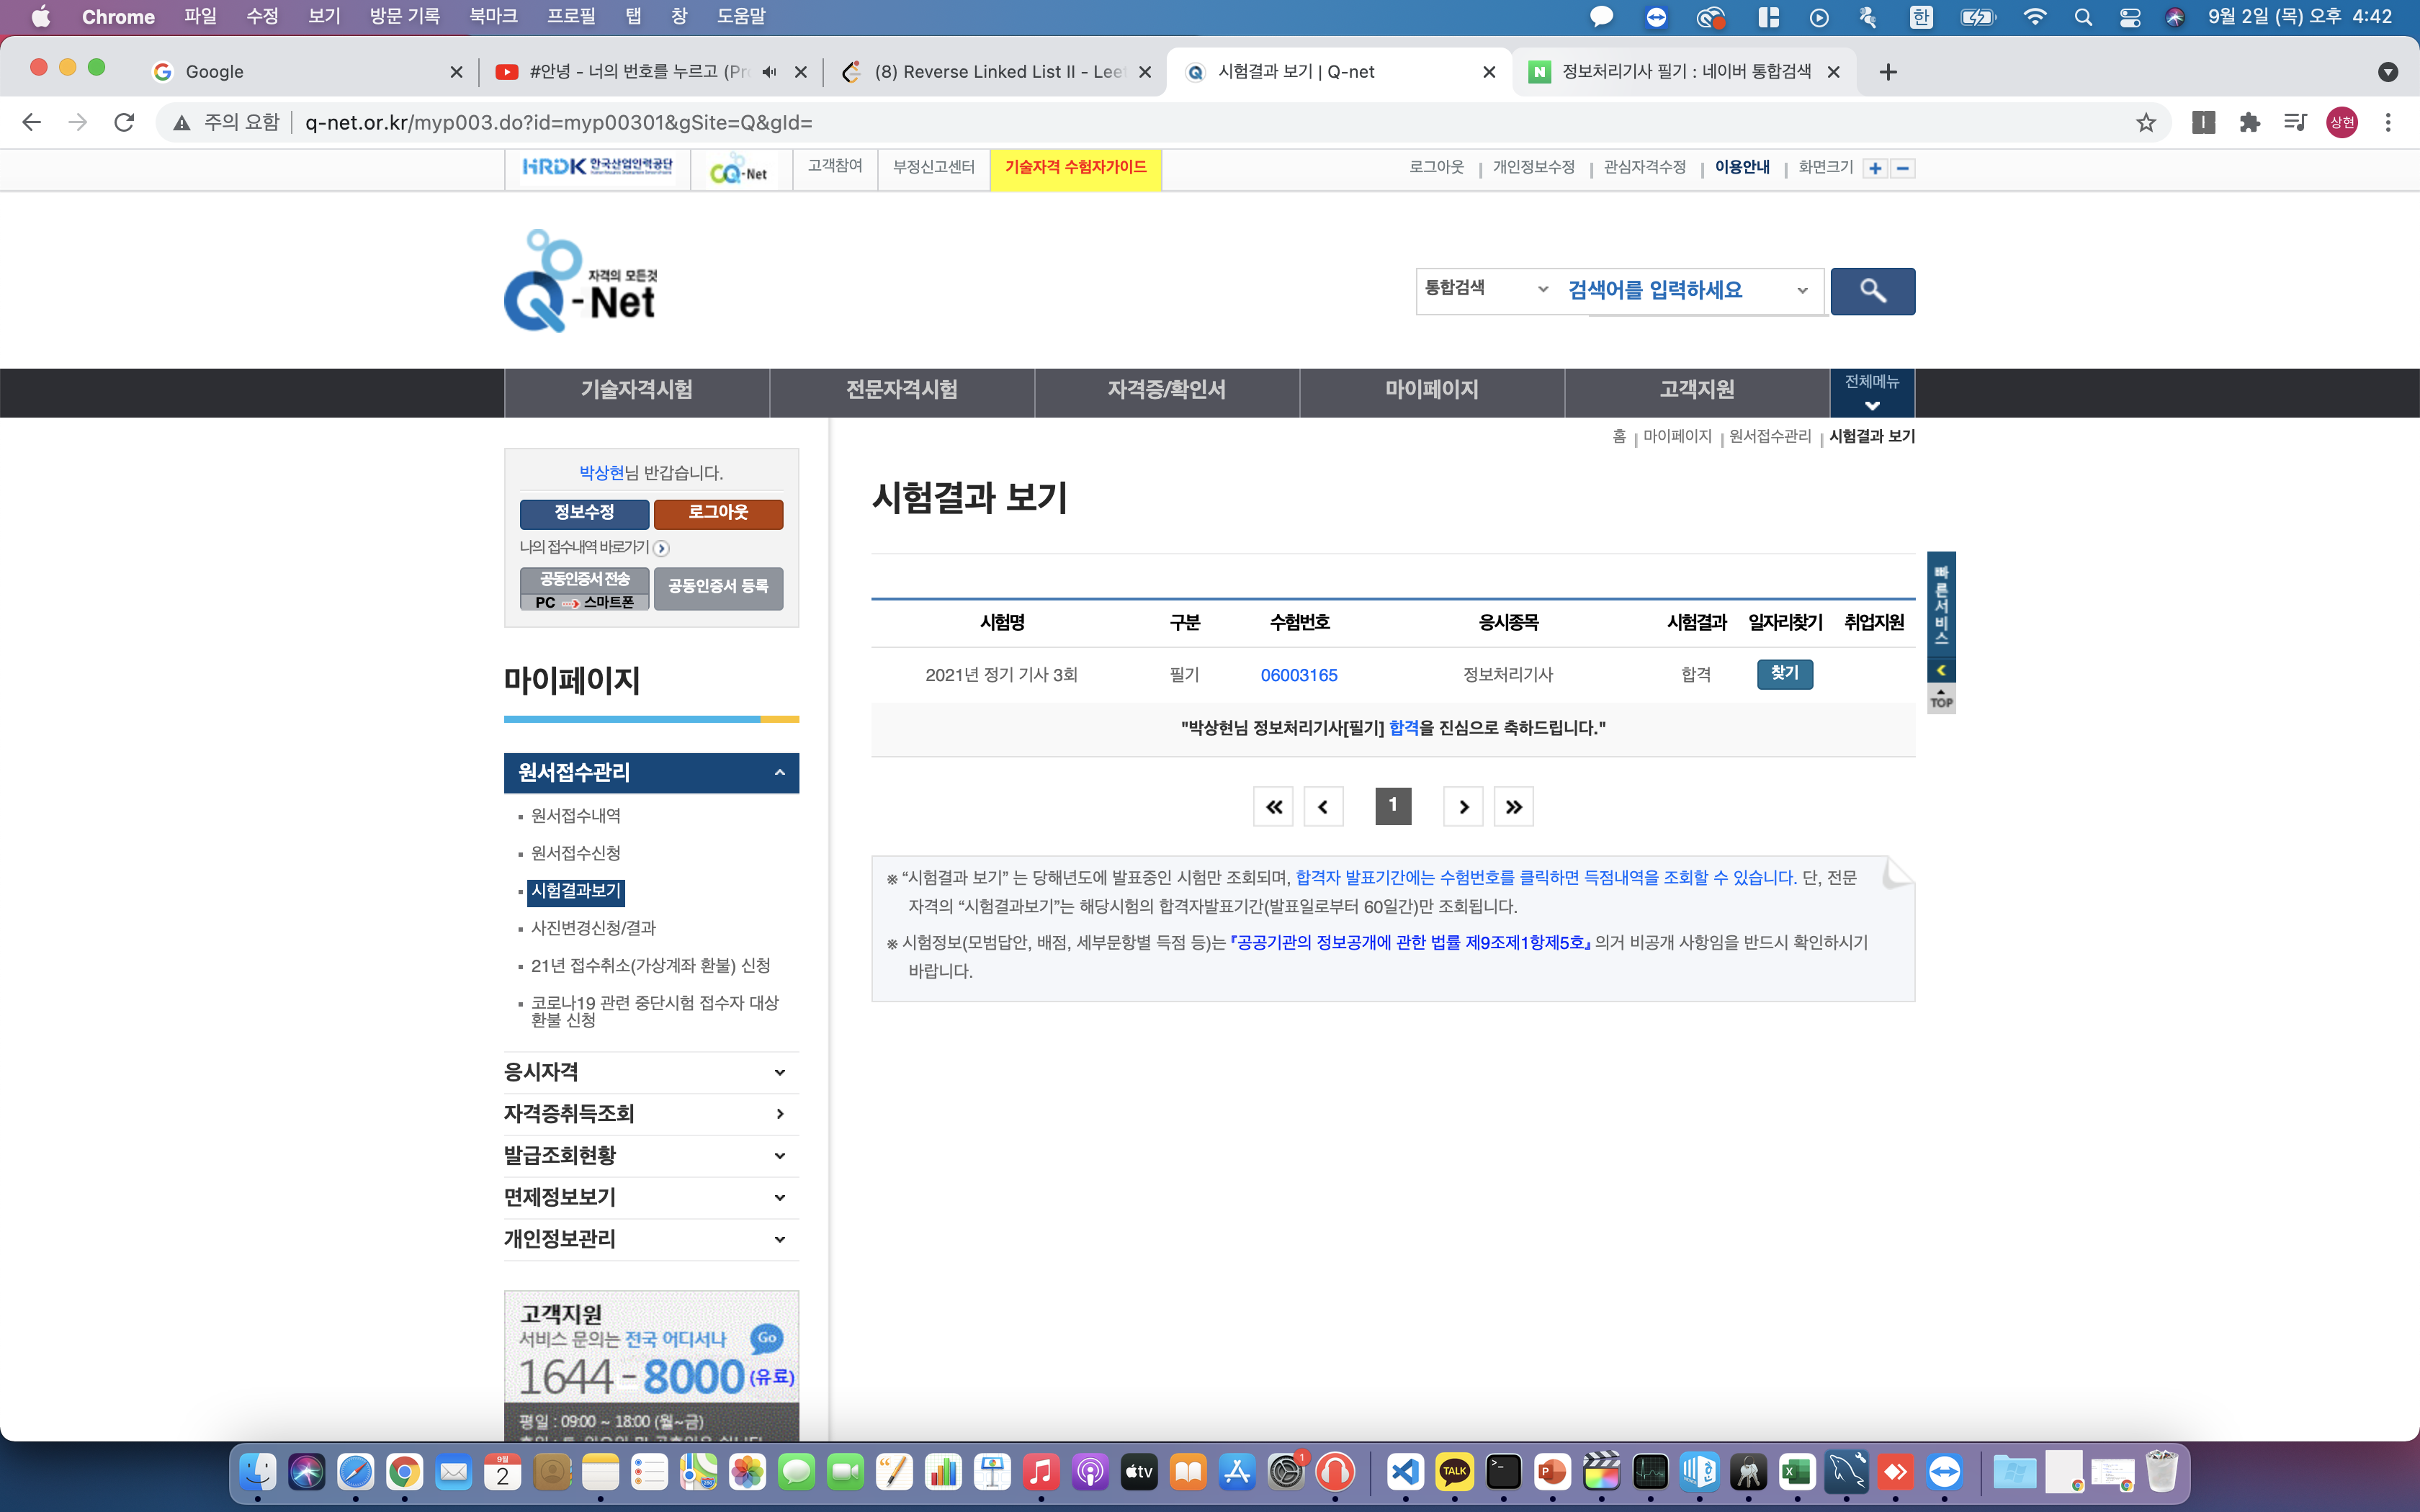 Chrome 파일 수정 보기 방문 기록 북마크 프로필 탭 창 도움말
한 9월 2일 (목) 오후 4:42
Google
#안녕 - 너의 번호를 누르고 (Pro
(8) Reverse Linked List II - Leet
시험결과 보기 | Q-net
정보처리기사 필기 : 네이버 통합검색
주의 요함 q-net.or.kr/myp003.do?id=myp00301&gSite=Q&gId=
상현
HRDK 한국산업인력공단
CQ-Net
고객참여
부정신고센터
기술자격 수험자가이드
로그아웃 | 개인정보수정 | 관심자격수정 | 이용안내 | 화면크기 + −
자격의 모든것
Q-Net
통합검색
검색어를 입력하세요
기술자격시험 전문자격시험 자격증/확인서 마이페이지 고객지원 전체메뉴
홈 | 마이페이지 | 원서접수관리 | 시험결과 보기
박상현님 반갑습니다.
정보수정 로그아웃
나의 접수내역 바로가기
공동인증서 전송
PC 스마트폰
공동인증서 등록
마이페이지
원서접수관리
원서접수내역
원서접수신청
시험결과보기
사진변경신청/결과
21년 접수취소(가상계좌 환불) 신청
코로나19 관련 중단시험 접수자 대상
환불 신청
응시자격
자격증취득조회
발급조회현황
면제정보보기
개인정보관리
고객지원
서비스 문의는 전국 어디서나 Go
1644-8000(유료)
평일 : 09:00 ~ 18:00 (월~금)
시험결과 보기
시험명 구분 수험번호 응시종목 시험결과 일자리찾기 취업지원
2021년 정기 기사 3회 필기 06003165 정보처리기사 합격 찾기
"박상현님 정보처리기사[필기] 합격을 진심으로 축하드립니다."
1
※ “시험결과 보기” 는 당해년도에 발표중인 시험만 조회되며, 합격자 발표기간에는 수험번호를 클릭하면 득점내역을 조회할 수 있습니다. 단, 전문
자격의 “시험결과보기”는 해당시험의 합격자발표기간(발표일로부터 60일간)만 조회됩니다.
※ 시험정보(모범답안, 배점, 세부문항별 득점 등)는 『공공기관의 정보공개에 관한 법률 제9조제1항제5호』 의거 비공개 사항임을 반드시 확인하시기
바랍니다.
빠른서비스
TOP
9월
2
tv
1
TALK